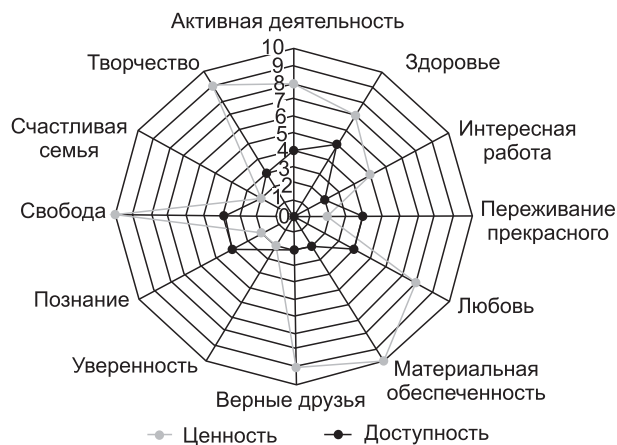 Активная деятельность
10
9
8
7
6
5
4
3
2
1
0
Здоровье
Интересная
работа
Переживание
прекрасного
Любовь
Материальная
обеспеченность
Верные друзья
Уверенность
Познание
Свобода
Счастливая
семья
Творчество
Ценность
Доступность